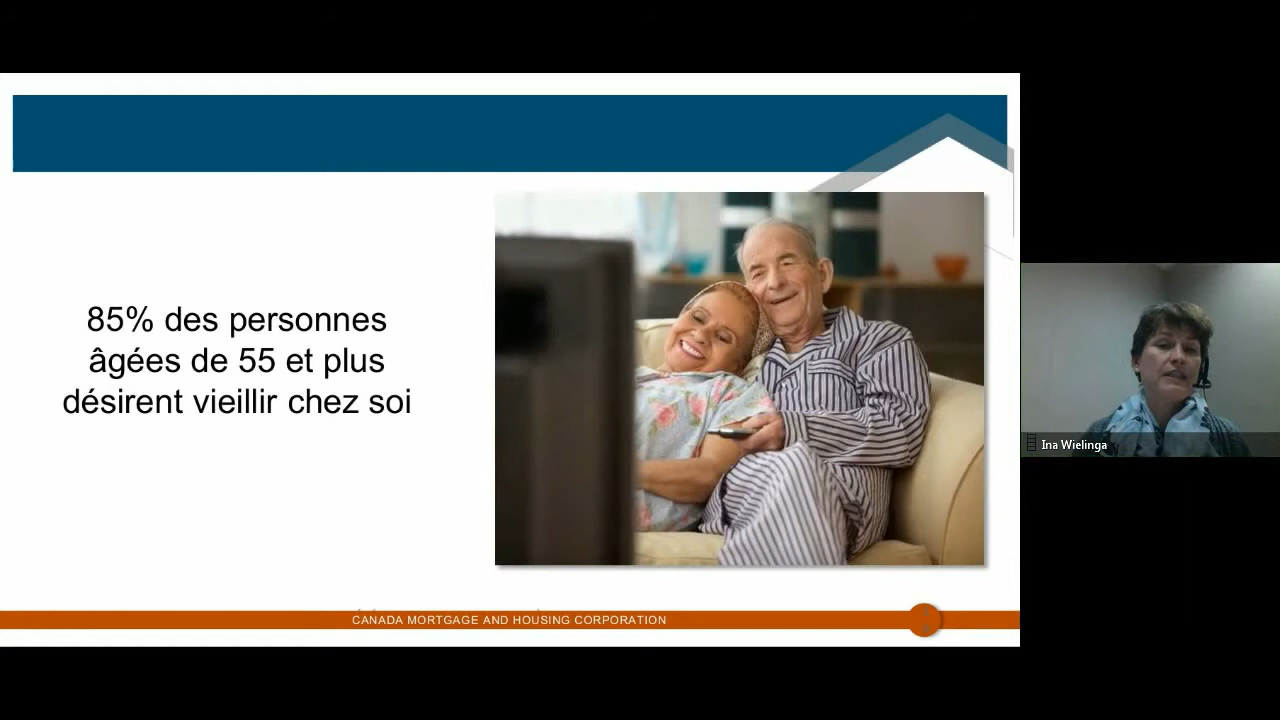 85% des personnes
âgées de 55 et plus
désirent vieillir chez soi
Ina Wielinga
CANADA MORTGAGE AND HOUSING CORPORATION